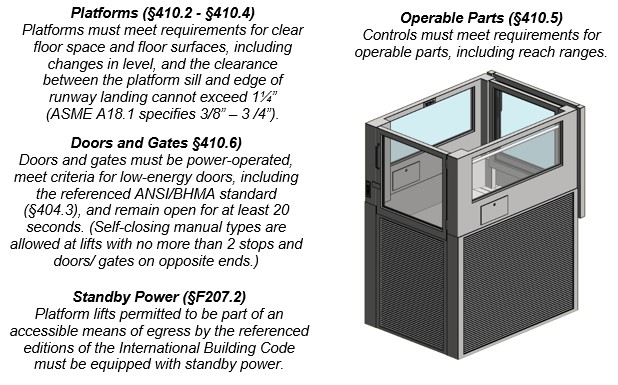 Platforms (§410.2 - §410.4)
Platforms must meet requirements for clear
floor space and floor surfaces, including
changes in level, and the clearance
between the platform sill and edge of
runway landing cannot exceed 1¼”
(ASME A18.1 specifies 3/8” – 3 /4”).
Doors and Gates §410.6)
Doors and gates must be power-operated,
meet criteria for low-energy doors, including
the referenced ANSI/BHMA standard
(§404.3), and remain open for at least 20
seconds. (Self-closing manual types are
allowed at lifts with no more than 2 stops and
doors/ gates on opposite ends.)
Standby Power (§F207.2)
Platform lifts permitted to be part of an
accessible means of egress by the referenced
editions of the International Building Code
must be equipped with standby power.
Operable Parts (§410.5)
Controls must meet requirements for
operable parts, including reach ranges.